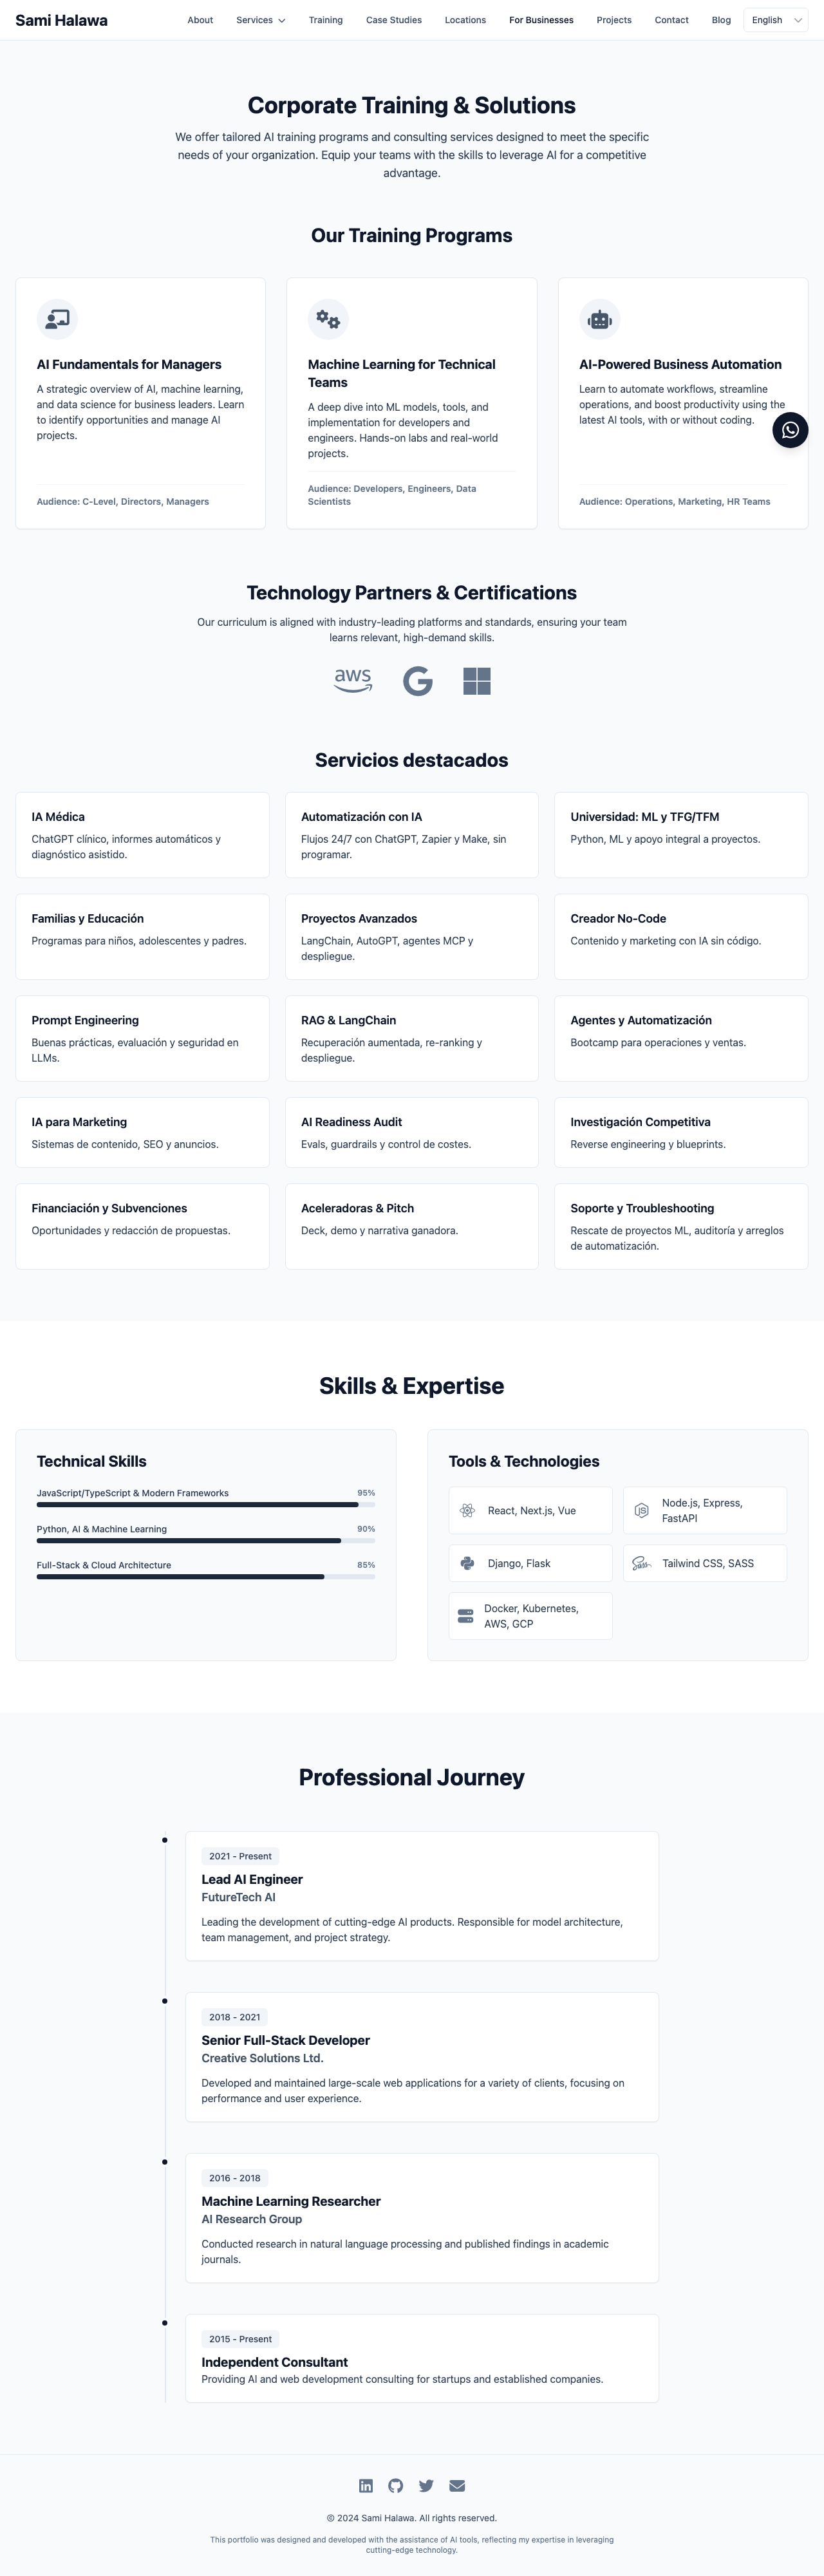 Sami Halawa
About
Services
Training
Case Studies
Locations
For Businesses
Projects
Contact
Blog
English
Corporate Training & Solutions
We offer tailored AI training programs and consulting services designed to meet the specific
needs of your organization. Equip your teams with the skills to leverage AI for a competitive
advantage.
Our Training Programs
AI Fundamentals for Managers
A strategic overview of AI, machine learning,
and data science for business leaders. Learn
to identify opportunities and manage AI
projects.
Audience: C-Level, Directors, Managers
Machine Learning for Technical
Teams
A deep dive into ML models, tools, and
implementation for developers and
engineers. Hands-on labs and real-world
projects.
Audience: Developers, Engineers, Data
Scientists
AI-Powered Business Automation
Learn to automate workflows, streamline
operations, and boost productivity using the
latest AI tools, with or without coding.
Audience: Operations, Marketing, HR Teams
Technology Partners & Certifications
Our curriculum is aligned with industry-leading platforms and standards, ensuring your team
learns relevant, high-demand skills.
aws
G
Servicios destacados
IA Médica
ChatGPT clínico, informes automáticos y
diagnóstico asistido.
Automatización con IA
Flujos 24/7 con ChatGPT, Zapier y Make, sin
programar.
Universidad: ML y TFG/TFM
Python, ML y apoyo integral a proyectos.
Familias y Educación
Programas para niños, adolescentes y padres.
Proyectos Avanzados
LangChain, AutoGPT, agentes MCP y
despliegue.
Creador No-Code
Contenido y marketing con IA sin código.
Prompt Engineering
Buenas prácticas, evaluación y seguridad en
LLMs.
RAG & LangChain
Recuperación aumentada, re-ranking y
despliegue.
Agentes y Automatización
Bootcamp para operaciones y ventas.
IA para Marketing
Sistemas de contenido, SEO y anuncios.
AI Readiness Audit
Evals, guardrails y control de costes.
Investigación Competitiva
Reverse engineering y blueprints.
Financiación y Subvenciones
Oportunidades y redacción de propuestas.
Aceleradoras & Pitch
Deck, demo y narrativa ganadora.
Soporte y Troubleshooting
Rescate de proyectos ML, auditoría y arreglos
de automatización.
Skills & Expertise
Technical Skills
JavaScript/TypeScript & Modern Frameworks
95%
Python, AI & Machine Learning
90%
Full-Stack & Cloud Architecture
85%
Tools & Technologies
React, Next.js, Vue
Node.js, Express,
FastAPI
Django, Flask
Sass
Tailwind CSS, SASS
Docker, Kubernetes,
AWS, GCP
Professional Journey
2021 - Present
Lead AI Engineer
FutureTech AI
Leading the development of cutting-edge AI products. Responsible for model architecture,
team management, and project strategy.
2018 - 2021
Senior Full-Stack Developer
Creative Solutions Ltd.
Developed and maintained large-scale web applications for a variety of clients, focusing on
performance and user experience.
2016 - 2018
Machine Learning Researcher
AI Research Group
Conducted research in natural language processing and published findings in academic
journals.
2015 - Present
Independent Consultant
Providing AI and web development consulting for startups and established companies.
© 2024 Sami Halawa. All rights reserved.
This portfolio was designed and developed with the assistance of AI tools, reflecting my expertise in leveraging
cutting-edge technology.